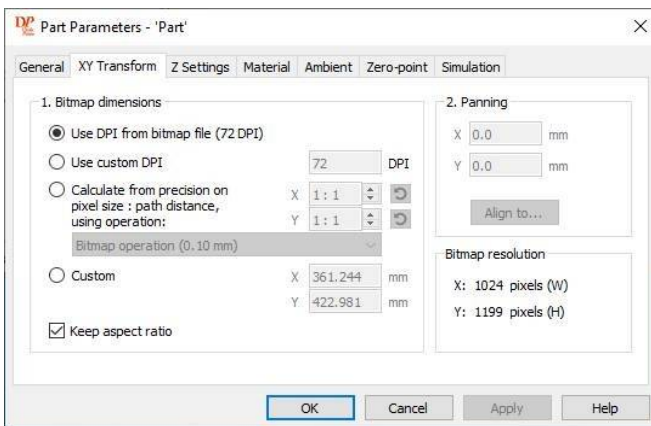 DP Part Parameters - 'Part'
General XY Transform Z Settings Material Ambient Zero-point Simulation
1. Bitmap dimensions
Use DPI from bitmap file (72 DPI)
Use custom DPI 72 DPI
Calculate from precision on
pixel size : path distance,
using operation:
X 1 : 1
Y 1 : 1
Bitmap operation (0.10 mm)
Custom X 361.244 mm
Y 422.981 mm
Keep aspect ratio
2. Panning
X 0.0 mm
Y 0.0 mm
Align to...
Bitmap resolution
X: 1024 pixels (W)
Y: 1199 pixels (H)
OK Cancel Apply Help